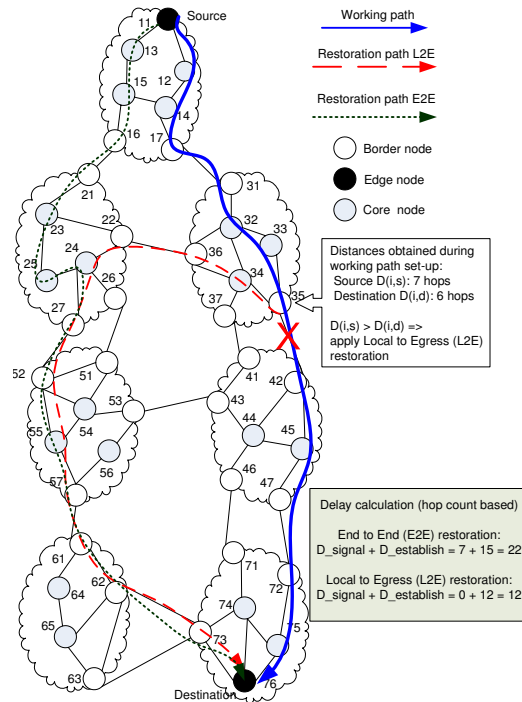 Source
Working path
Restoration path L2E
Restoration path E2E
Border node
Edge node
Core node
11
13
12
15
14
16
17
21
31
22
32
33
23
24
36
25
34
26
35
27
37
Distances obtained during
working path set-up:
Source D(i,s): 7 hops
Destination D(i,d): 6 hops
D(i,s) > D(i,d) =>
apply Local to Egress (L2E)
restoration
X
41
51
52
42
53
43
44
45
55
54
56
46
57
47
Delay calculation (hop count based)
End to End (E2E) restoration:
D_signal + D_establish = 7 + 15 = 22
Local to Egress (L2E) restoration:
D_signal + D_establish = 0 + 12 = 12
61
71
62
72
64
74
65
73
75
63
76
Destination